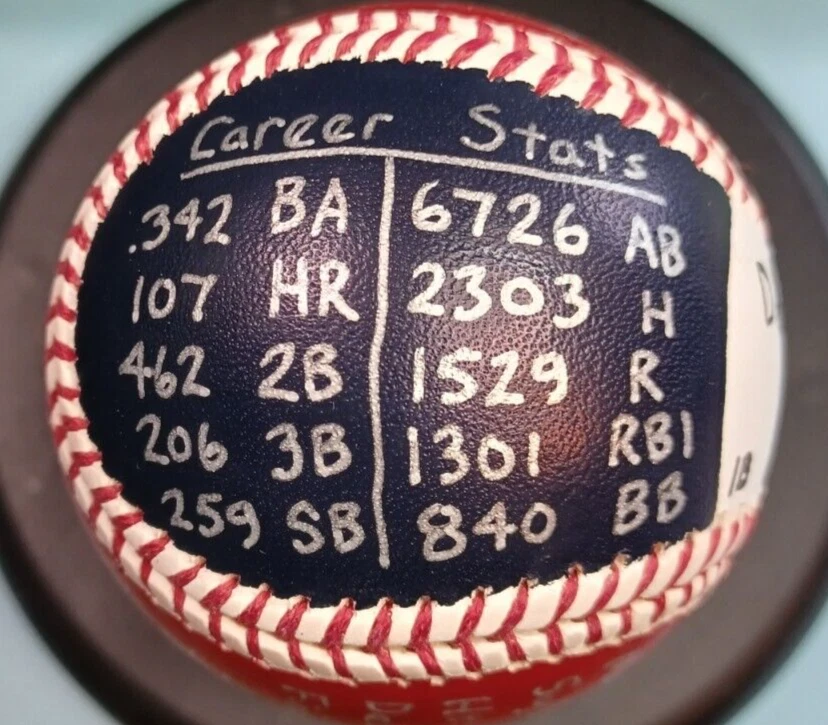 Career Stats
.342 BA 6726 AB
107 HR 2303 H
462 2B 1529 R
206 3B 1301 RBI
259 SB 840 BB
1B